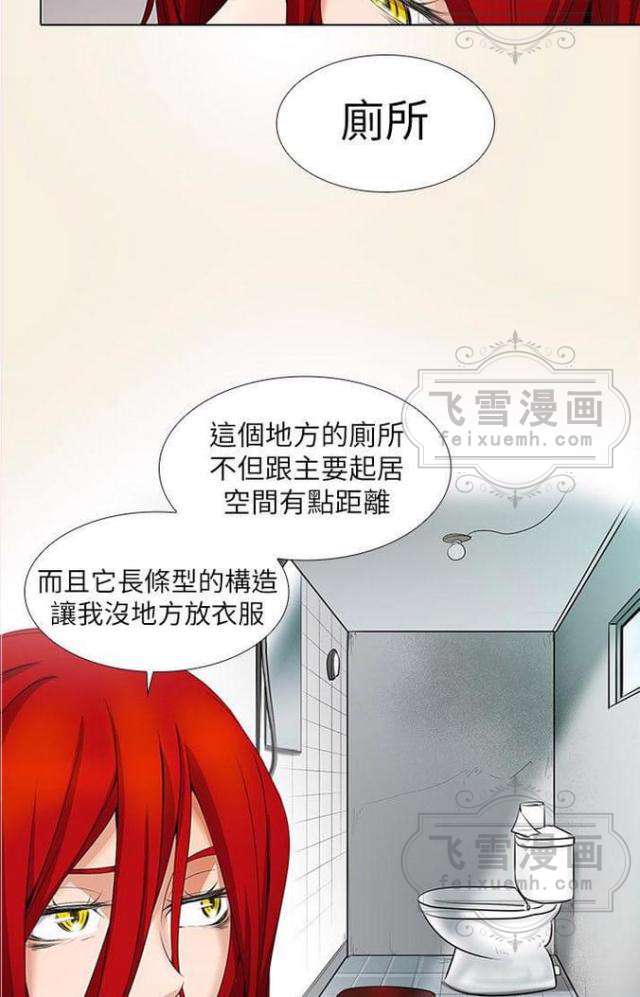 廁所
這個地方的廁所
不但跟主要起居
空間有點距離
而且它長條型的構造
讓我沒地方放衣服
飞雪漫画
feixuemh.com
飞雪漫画
feixuemh.com